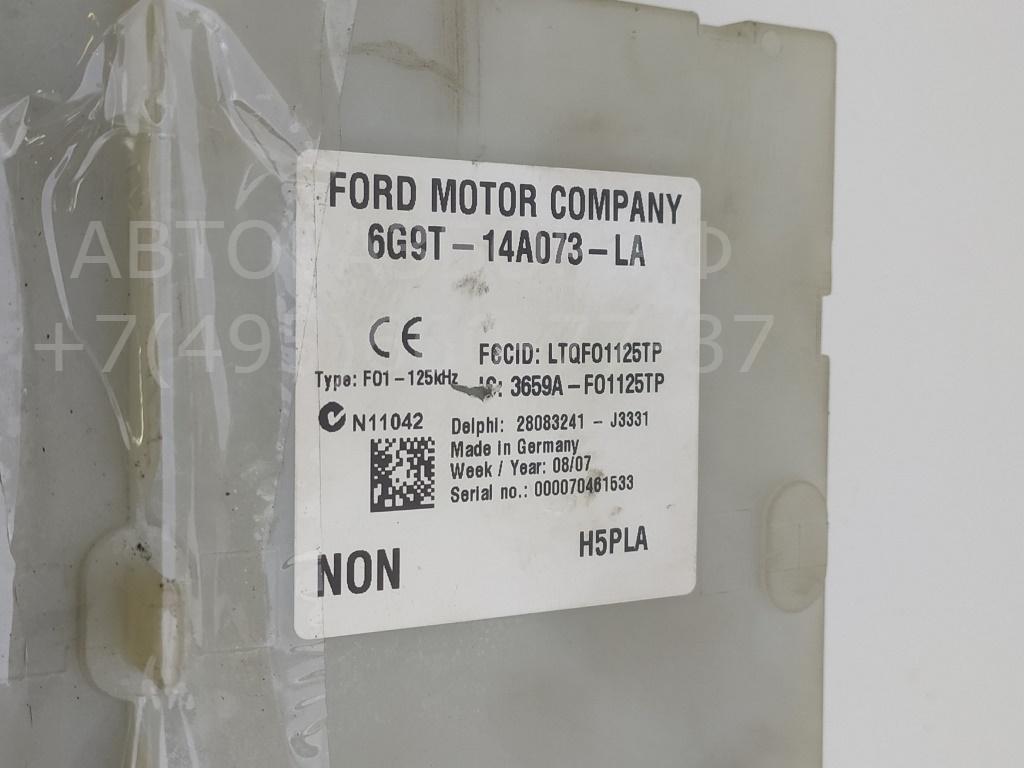 FORD MOTOR COMPANY
6G9T-14A073-LA
CE
FCCID: LTQF01125TP
Type: F01-125kHz
IC: 3659A-F01125TP
N11042
Delphi: 28083241 - J3331
Made in Germany
Week / Year: 08/07
Serial no.: 000070461533
H5PLA
NON